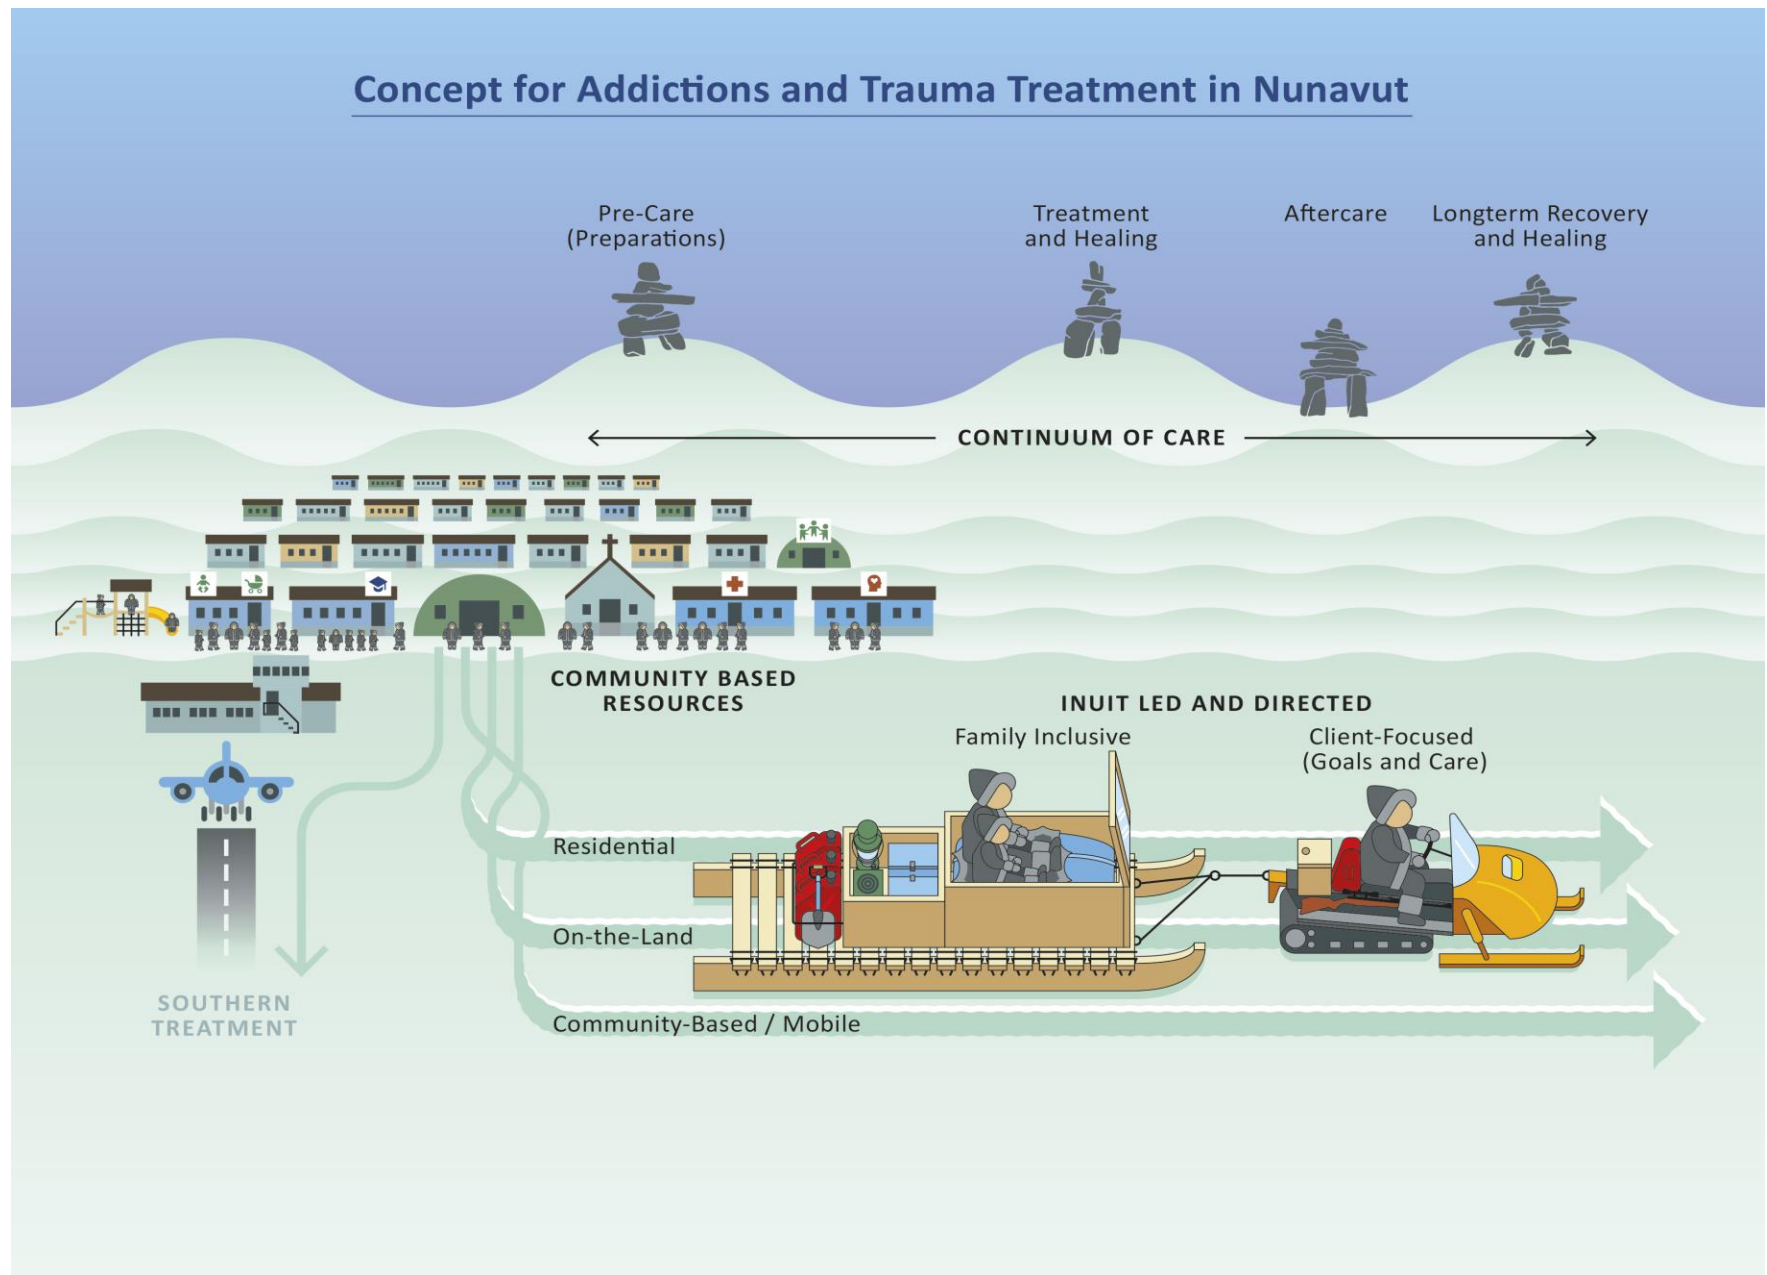 Concept for Addictions and Trauma Treatment in Nunavut
Pre-Care
(Preparations)
Treatment
and Healing
Aftercare
Longterm Recovery
and Healing
CONTINUUM OF CARE
COMMUNITY BASED
RESOURCES
INUIT LED AND DIRECTED
Family Inclusive
Client-Focused
(Goals and Care)
Residential
On-the-Land
Community-Based / Mobile
SOUTHERN
TREATMENT